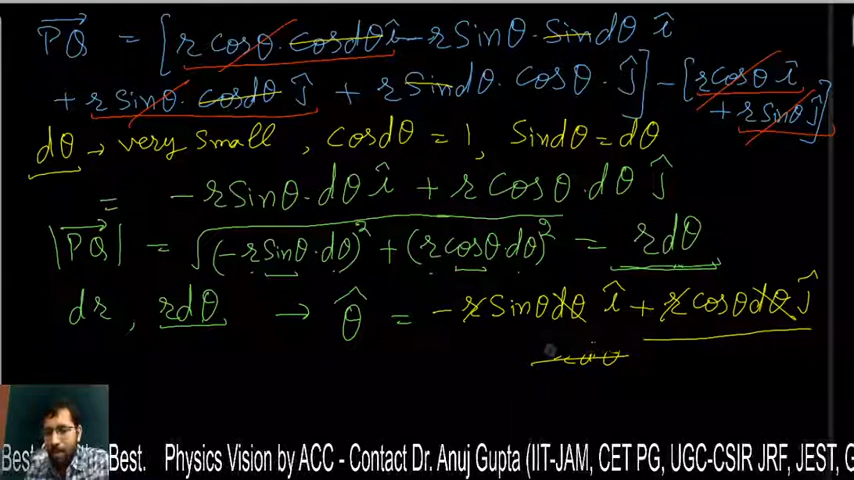 PQ⃗ = [r cosθ. cosdθ î - r Sinθ. Sindθ î
+ r sinθ. cosdθ ĵ + r Sindθ. cosθ. ĵ] - [r cosθ î
+ r sinθ ĵ]
dθ → very small, cosdθ = 1, Sindθ = dθ
= - r Sinθ. dθ î + r cosθ. dθ ĵ
|PQ⃗| = √(-r Sinθ.dθ)² + (r cosθ.dθ)² = r dθ
dr, rdθ → θ̂ = - r Sinθ dθ î + r cosθ dθ ĵ
Best. Physics Vision by ACC - Contact Dr. Anuj Gupta (IIT-JAM, CET PG, UGC-CSIR JRF, JEST, G